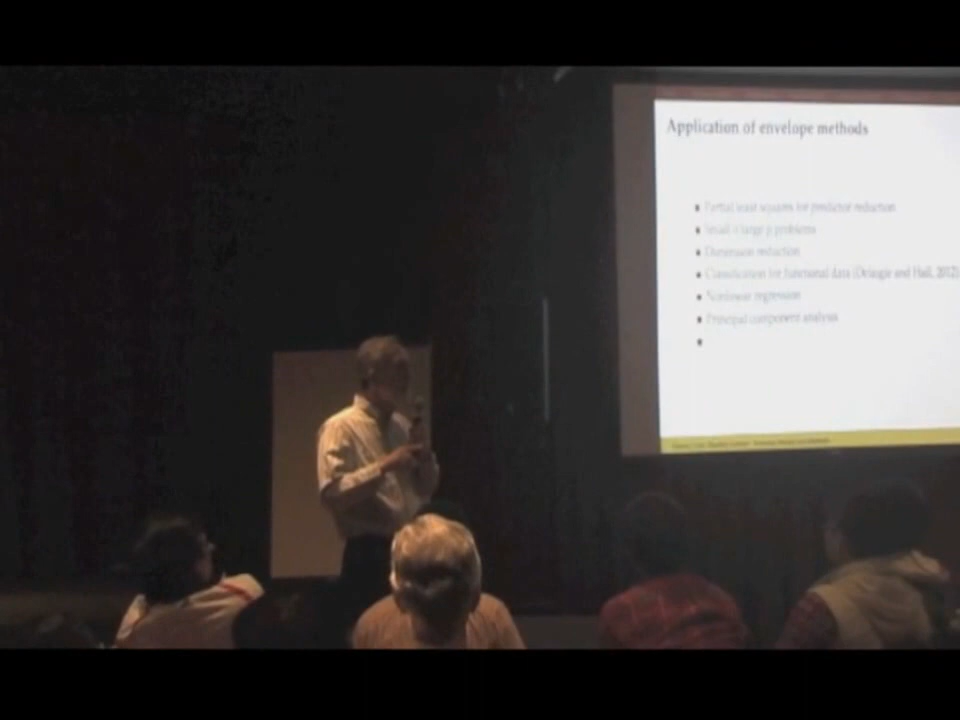 Application of envelope methods
Partial least squares for predictor reduction
Small n large p problems
Dimension reduction
Classification for functional data (Delaigle and Hall, 2012)
Nonlinear regression
Principal component analysis